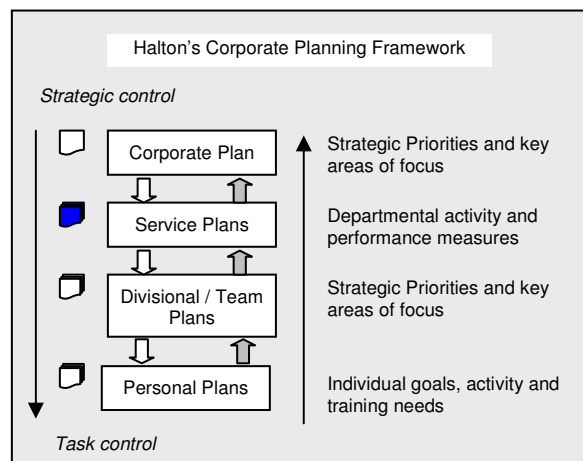 Halton's Corporate Planning Framework
Strategic control
Corporate Plan
Strategic Priorities and key
areas of focus
Service Plans
Departmental activity and
performance measures
Divisional / Team
Plans
Strategic Priorities and key
areas of focus
Personal Plans
Individual goals, activity and
training needs
Task control